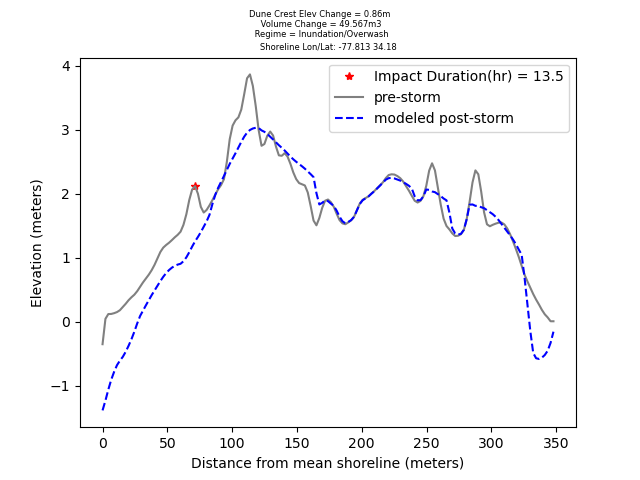 Dune Crest Elev Change = 0.86m
Volume Change = 49.567m3
Regime = Inundation/Overwash
Shoreline Lon/Lat: -77.813 34.18
Impact Duration(hr) = 13.5
pre-storm
modeled post-storm
Elevation (meters)
4
3
2
1
0
−1
0 50 100 150 200 250 300 350
Distance from mean shoreline (meters)